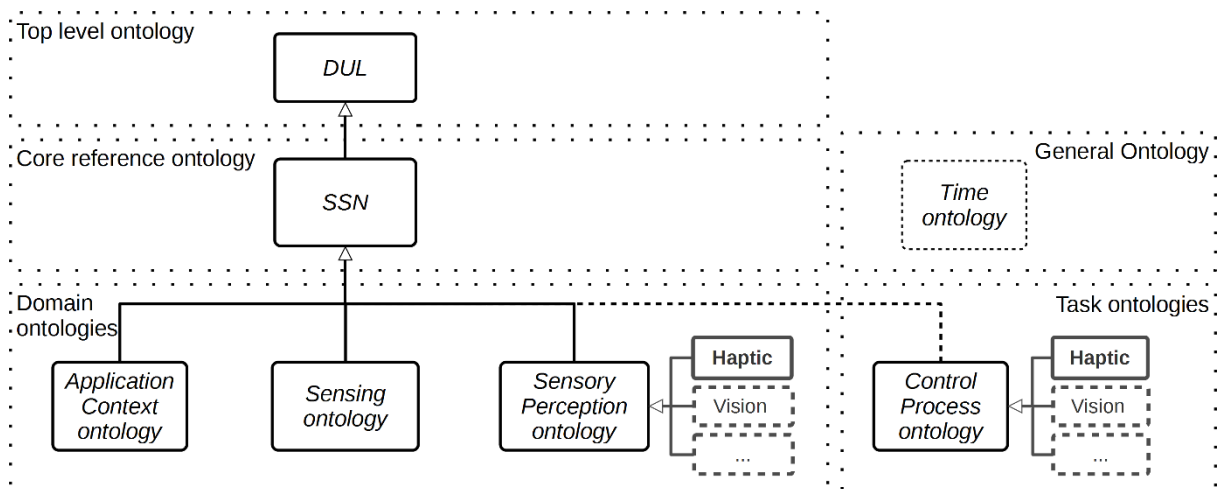 Top level ontology
DUL
Core reference ontology
SSN
General Ontology
Time
ontology
Domain
ontologies
Task ontologies
Application
Context
ontology
Sensing
ontology
Sensory
Perception
ontology
Haptic
Vision
...
Control
Process
ontology
Haptic
Vision
...